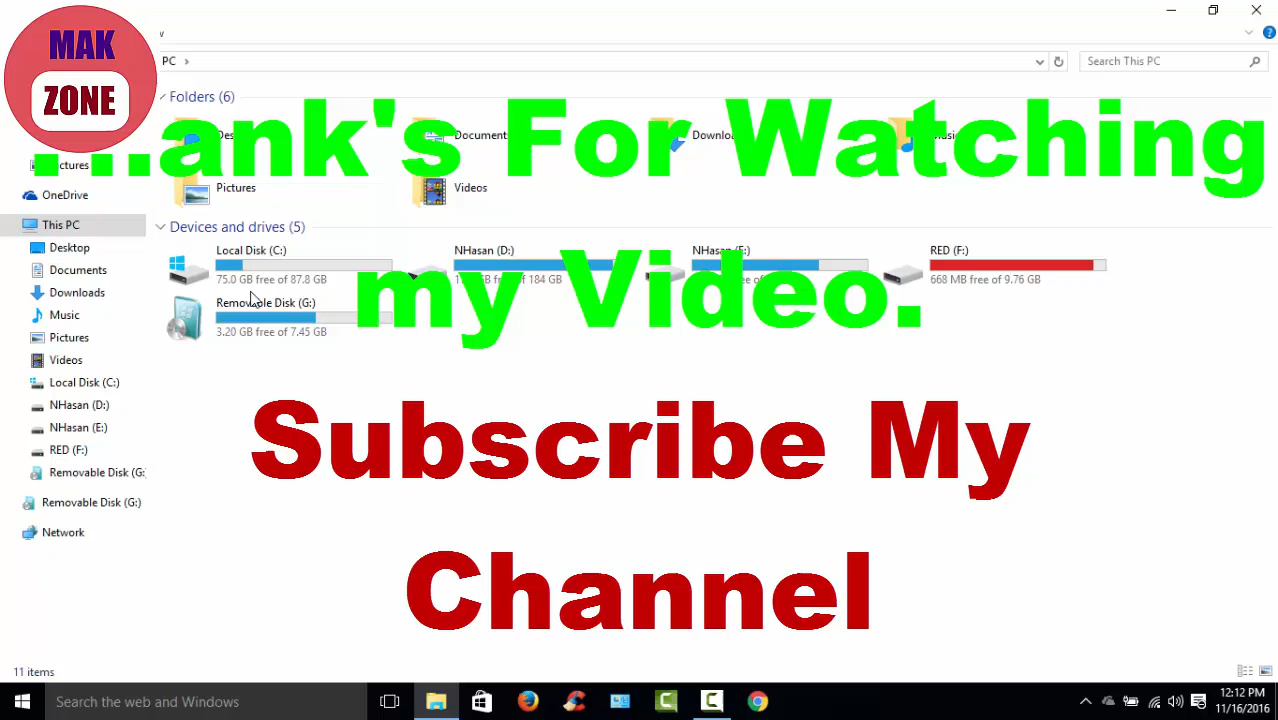 MAK
ZONE
PC
Search This PC
Folders (6)
Videos
Pictures
Devices and drives (5)
Local Disk (C:)
75.0 GB free of 87.8 GB
NHasan (D:)
RED (F:)
668 MB free of 9.76 GB
Removable Disk (G:)
3.20 GB free of 7.45 GB
OneDrive
This PC
Desktop
Documents
Downloads
Music
Pictures
Videos
Local Disk (C:)
NHasan (D:)
NHasan (E:)
RED (F:)
Removable Disk (G:
Removable Disk (G:)
Network
For Watching
my Video.
Subscribe My
Channel
11 items
Search the web and Windows
12:12 PM
11/16/2016